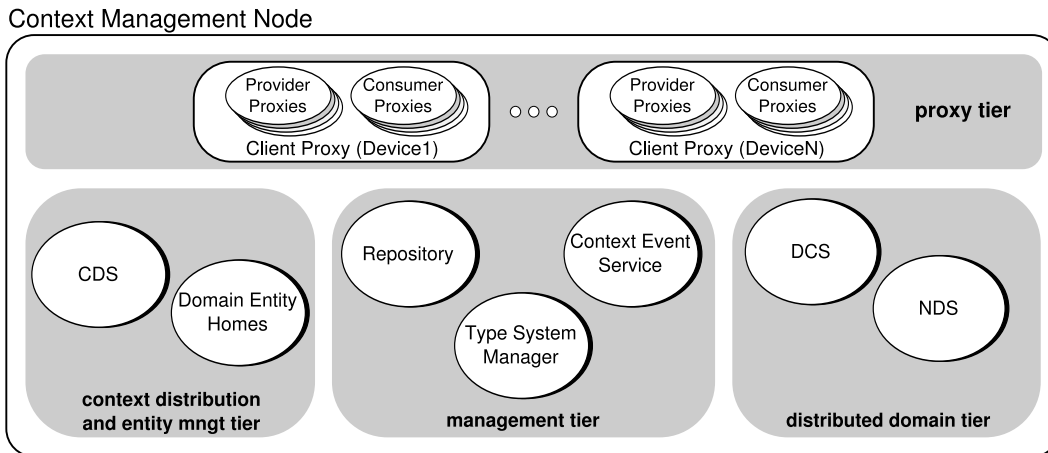 Context Management Node
Provider
Proxies
Consumer
Proxies
Client Proxy (Device1)
Provider
Proxies
Consumer
Proxies
Client Proxy (DeviceN)
proxy tier
CDS
Domain Entity
Homes
context distribution
and entity mngt tier
Repository
Context Event
Service
Type System
Manager
management tier
DCS
NDS
distributed domain tier